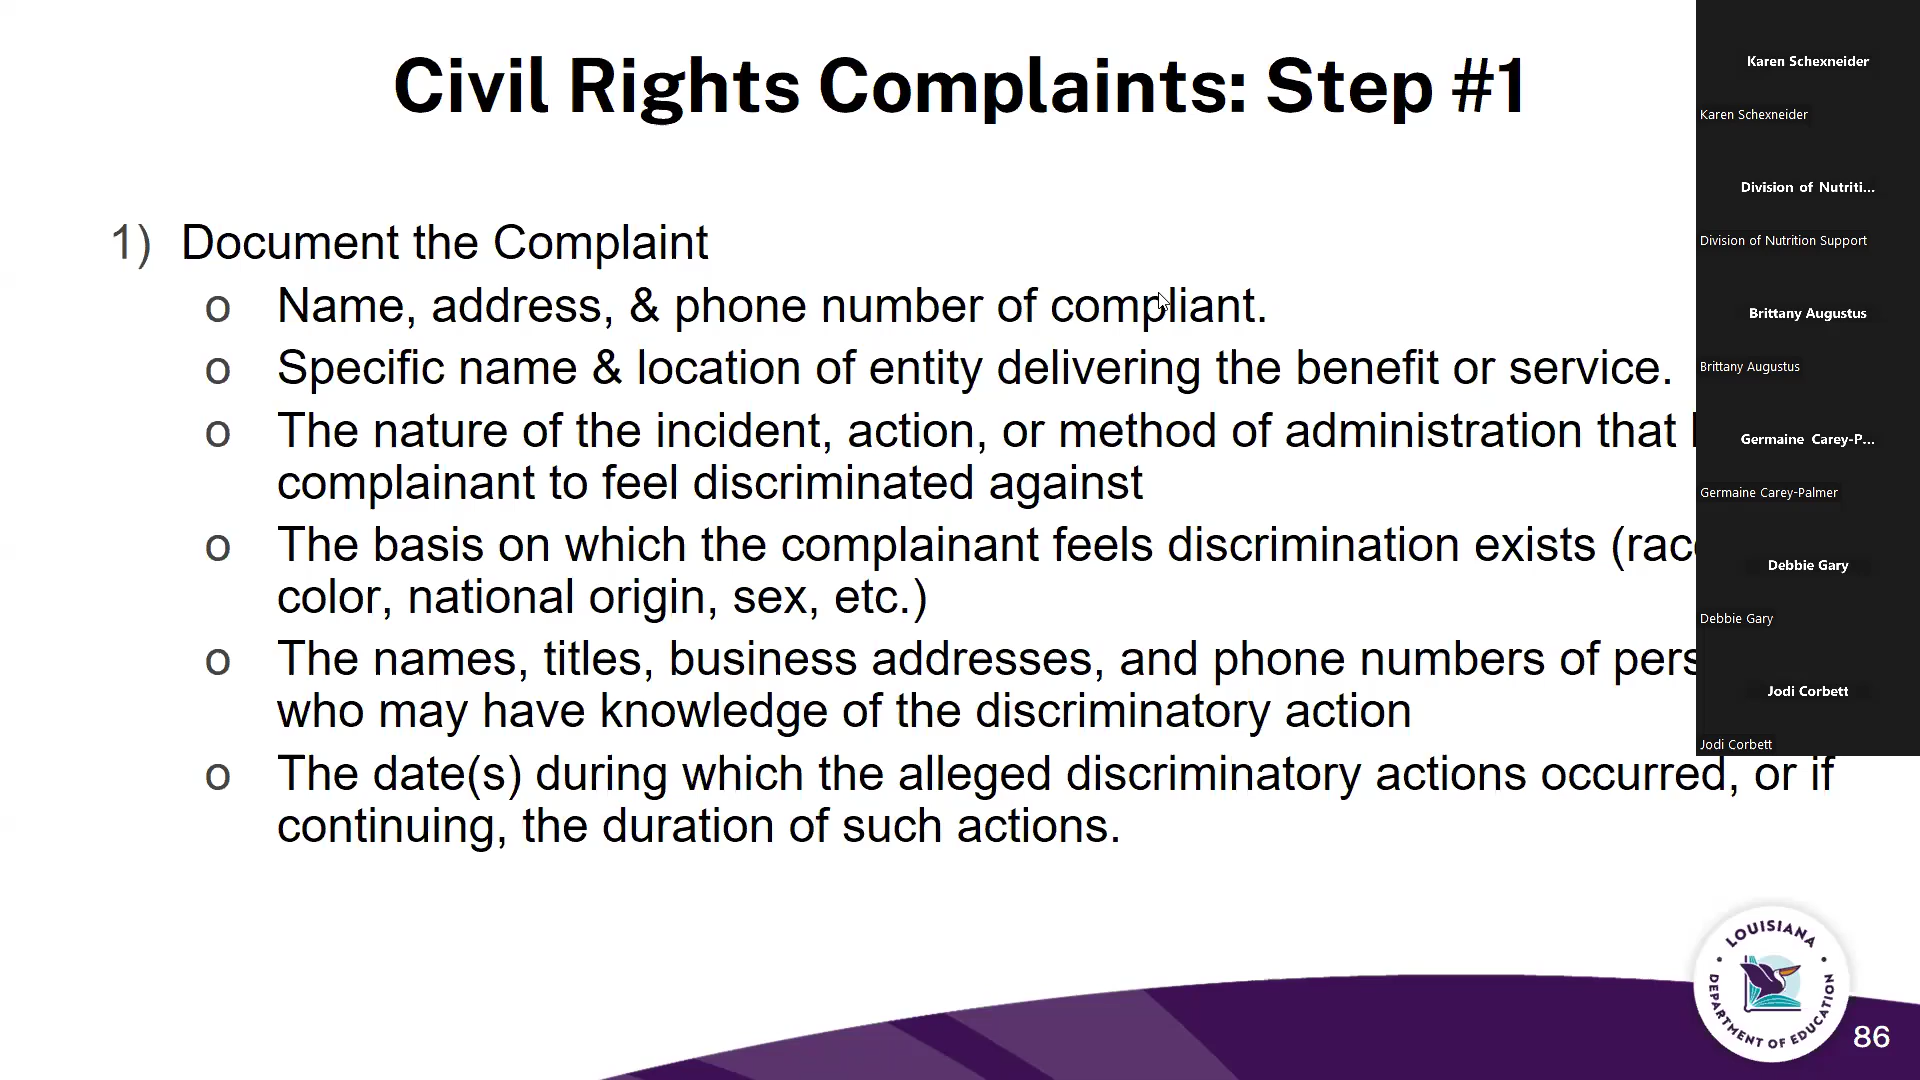 Civil Rights Complaints: Step #1
1) Document the Complaint
o Name, address, & phone number of compliant.
o Specific name & location of entity delivering the benefit or service.
o The nature of the incident, action, or method of administration that
complainant to feel discriminated against
o The basis on which the complainant feels discrimination exists (race
color, national origin, sex, etc.)
o The names, titles, business addresses, and phone numbers of pers
who may have knowledge of the discriminatory action
o The date(s) during which the alleged discriminatory actions occurred, or if
continuing, the duration of such actions.
Karen Schexneider
Karen Schexneider
Division of Nutriti...
Division of Nutrition Support
Brittany Augustus
Brittany Augustus
Germaine Carey-P...
Germaine Carey-Palmer
Debbie Gary
Debbie Gary
Jodi Corbett
Jodi Corbett
LOUISIANA
DEPARTMENT OF EDUCATION
86